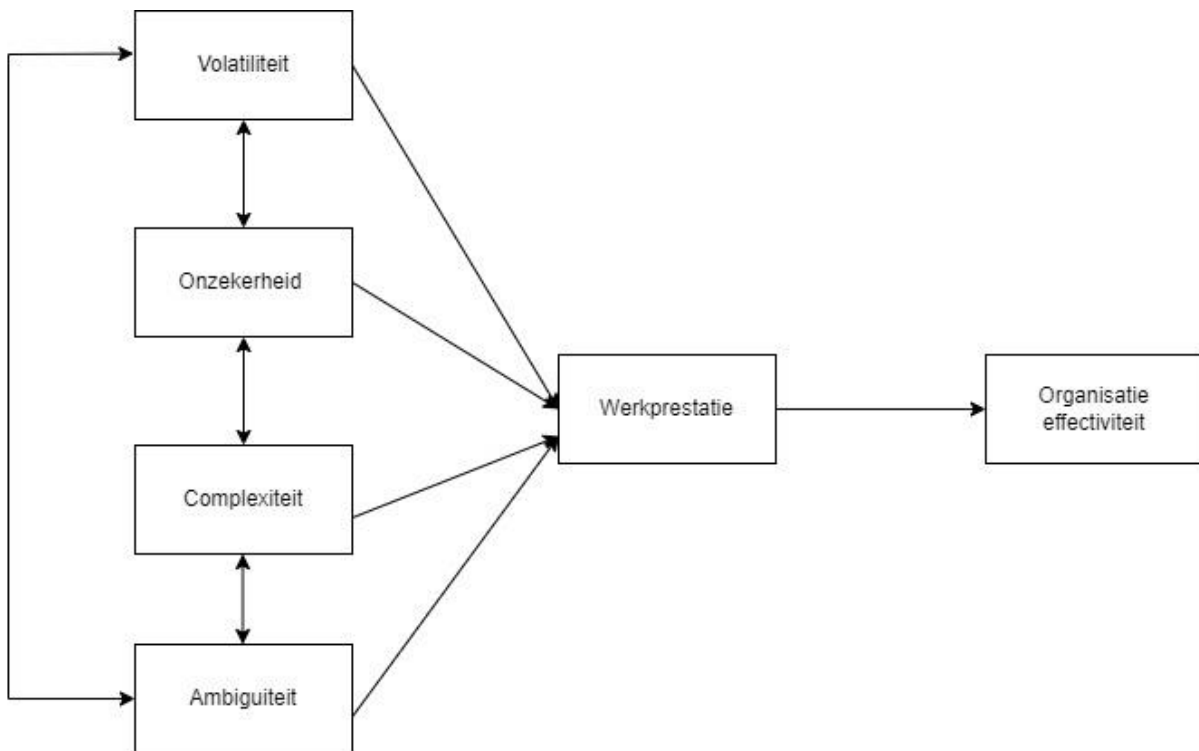 Volatiliteit
Onzekerheid
Complexiteit
Ambiguiteit
Werkprestatie
Organisatie
effectiviteit